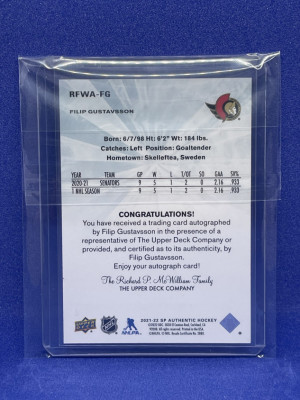 RFWA-FG
FILIP GUSTAVSSON
Born: 6/7/98 Ht: 6'2" Wt: 184 lbs.
Catches: Left Position: Goaltender
Hometown: Skelleftea, Sweden
YEAR TEAM GP W L T/OT SO GAA SV%
2020-21 SENATORS 9 5 1 2 0 2.16 .933
1 NHL SEASON 9 5 1 2 0 2.16 .933
CONGRATULATIONS!
You have received a trading card autographed
by Filip Gustavsson in the presence of a
representative of The Upper Deck Company or
provided, and certified as to its authenticity, by
Filip Gustavsson.
Enjoy your autograph card!
The Richard P. McWilliam Family
THE UPPER DECK COMPANY
2021-22 SP AUTHENTIC HOCKEY
UPPER DECK
NHL
NHLPA